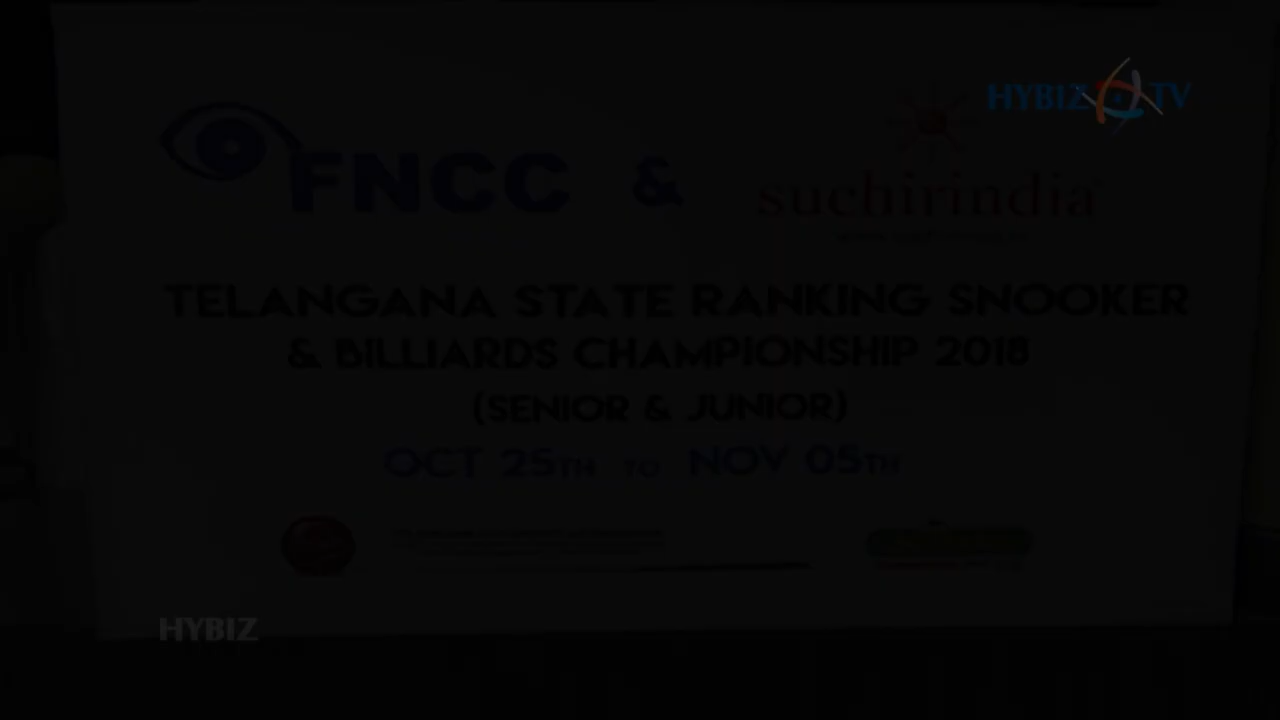 HYBIZ TV
FNCC & suchirindia
TELANGANA STATE RANKING SNOOKER
& BILLIARDS CHAMPIONSHIP 2018
(SENIOR & JUNIOR)
OCT 25TH TO NOV 05TH
HYBIZ